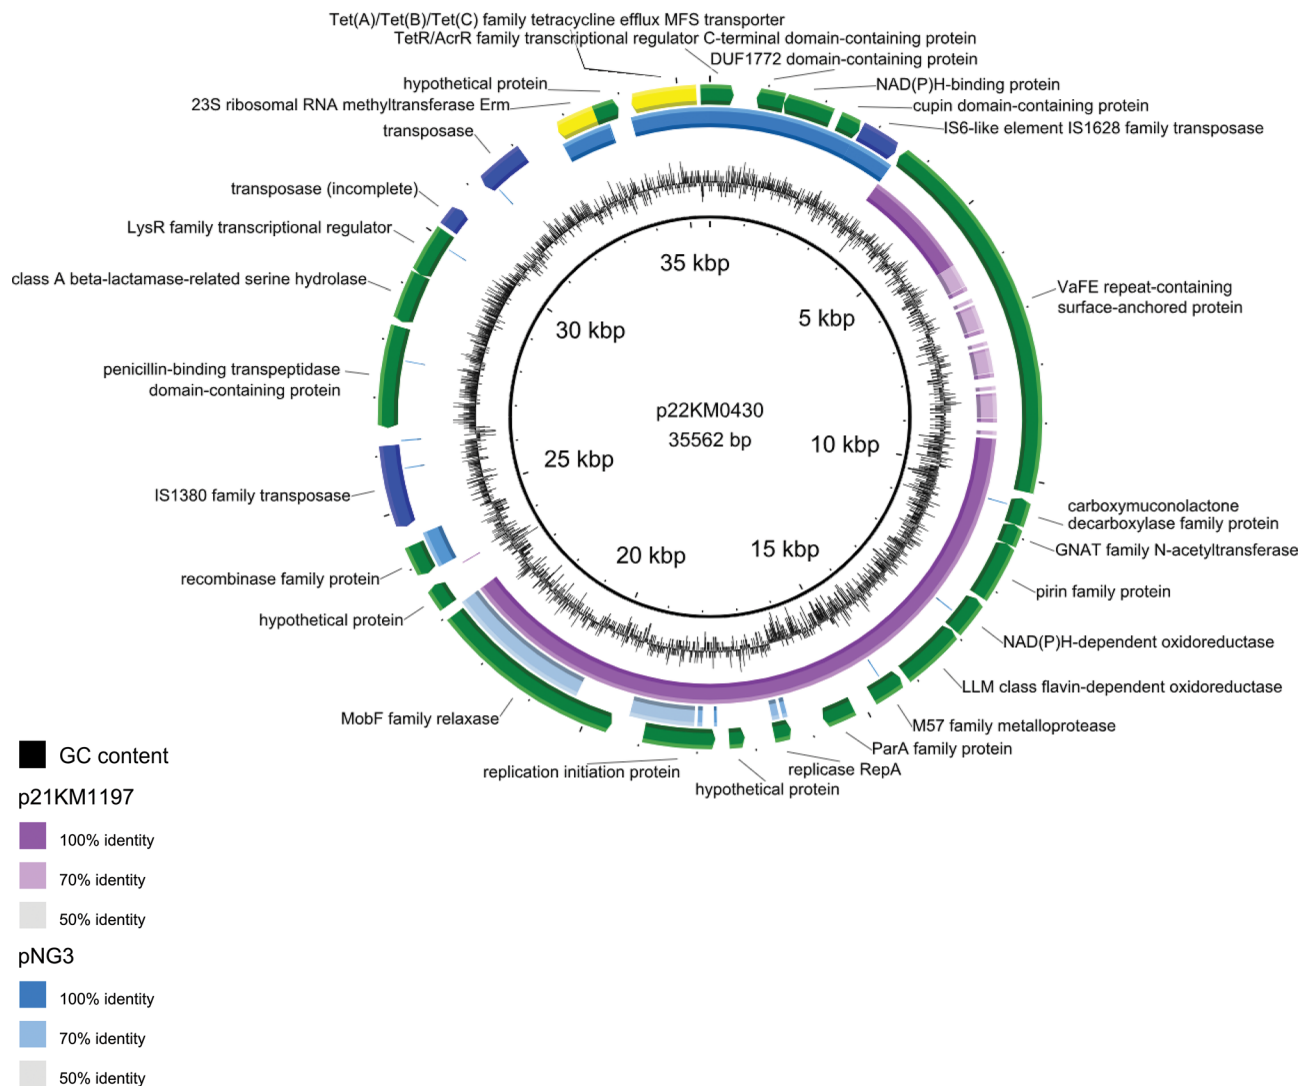 Tet(A)/Tet(B)/Tet(C) family tetracycline efflux MFS transporter
TetR/AcrR family transcriptional regulator C-terminal domain-containing protein
DUF1772 domain-containing protein
hypothetical protein
NAD(P)H-binding protein
23S ribosomal RNA methyltransferase Erm
cupin domain-containing protein
transposase
IS6-like element IS1628 family transposase
transposase (incomplete)
LysR family transcriptional regulator
class A beta-lactamase-related serine hydrolase
VaFE repeat-containing
surface-anchored protein
penicillin-binding transpeptidase
domain-containing protein
35 kbp
5 kbp
30 kbp
p22KM0430
35562 bp
10 kbp
25 kbp
15 kbp
20 kbp
IS1380 family transposase
carboxymuconolactone
decarboxylase family protein
GNAT family N-acetyltransferase
recombinase family protein
pirin family protein
hypothetical protein
NAD(P)H-dependent oxidoreductase
LLM class flavin-dependent oxidoreductase
MobF family relaxase
M57 family metalloprotease
ParA family protein
replication initiation protein
replicase RepA
hypothetical protein
GC content
p21KM1197
100% identity
70% identity
50% identity
pNG3
100% identity
70% identity
50% identity